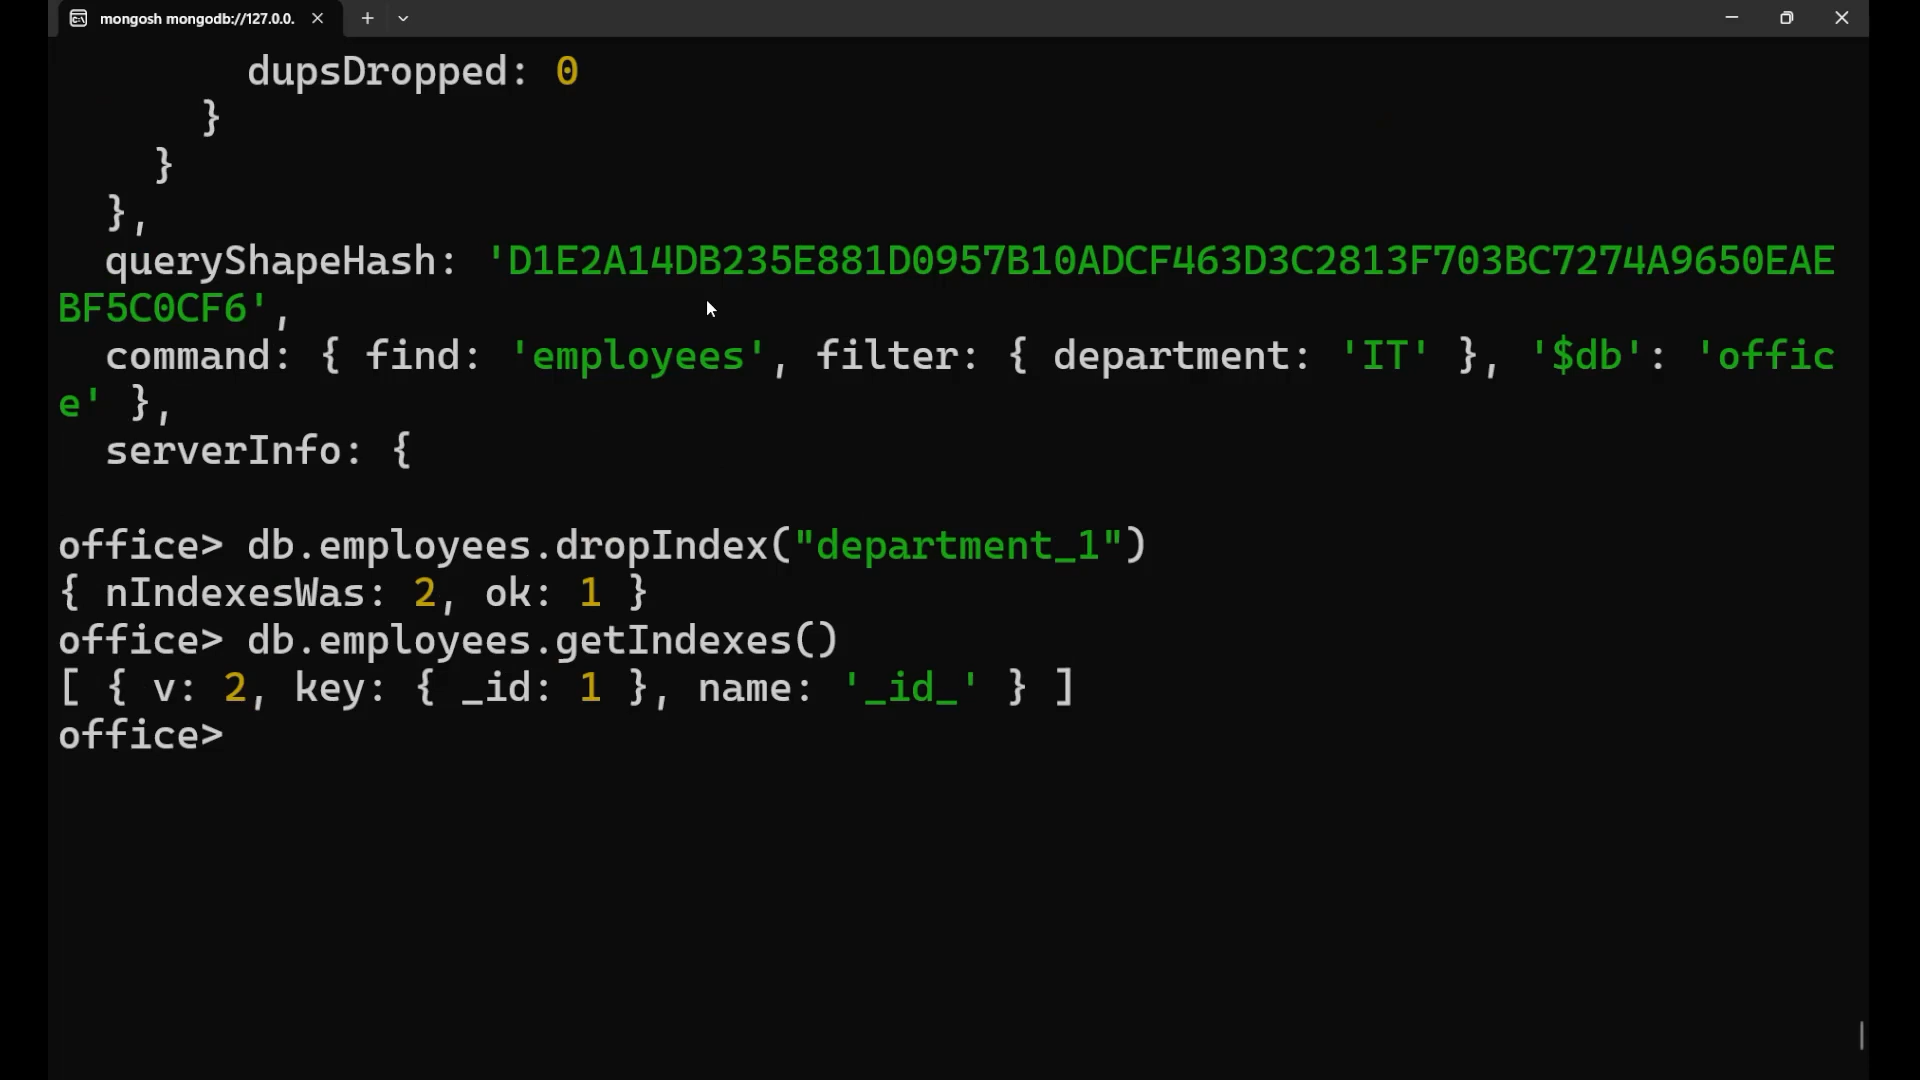 mongosh mongodb://127.0.0.
dupsDropped: 0
}
}
},
queryShapeHash: 'D1E2A14DB235E881D0957B10ADCF463D3C2813F703BC7274A9650EAE
BF5C0CF6',
command: { find: 'employees', filter: { department: 'IT' }, '$db': 'offic
e' },
serverInfo: {
office> db.employees.dropIndex("department_1")
{ nIndexesWas: 2, ok: 1 }
office> db.employees.getIndexes()
[ { v: 2, key: { _id: 1 }, name: '_id_' } ]
office>